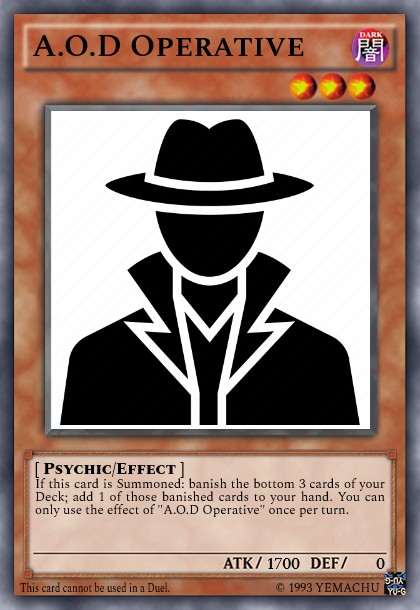 A.O.D Operative
DARK
闇
[ Psychic/Effect ]
If this card is Summoned: banish the bottom 3 cards of your
Deck; add 1 of those banished cards to your hand. You can
only use the effect of "A.O.D Operative" once per turn.
ATK/ 1700 DEF/ 0
This card cannot be used in a Duel.
© 1993 YEMACHU